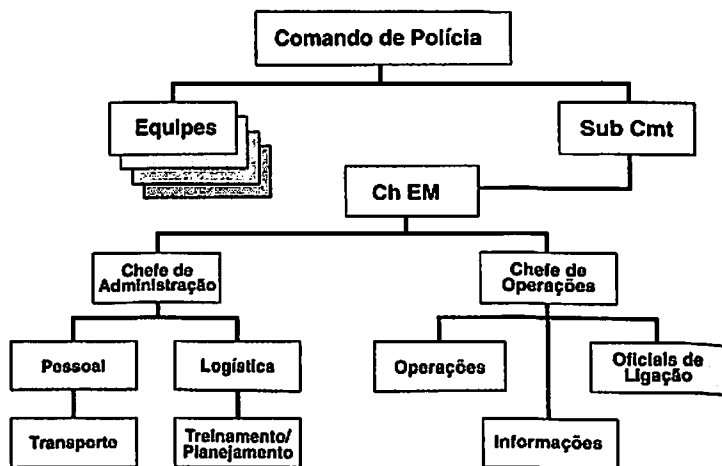 Comando de Polícia
Equipes
Sub Cmt
Ch EM
Chefe de
Administração
Chefe de
Operações
Pessoal
Logística
Operações
Oficiais de
Ligação
Transporte
Treinamento/
Planejamento
Informações